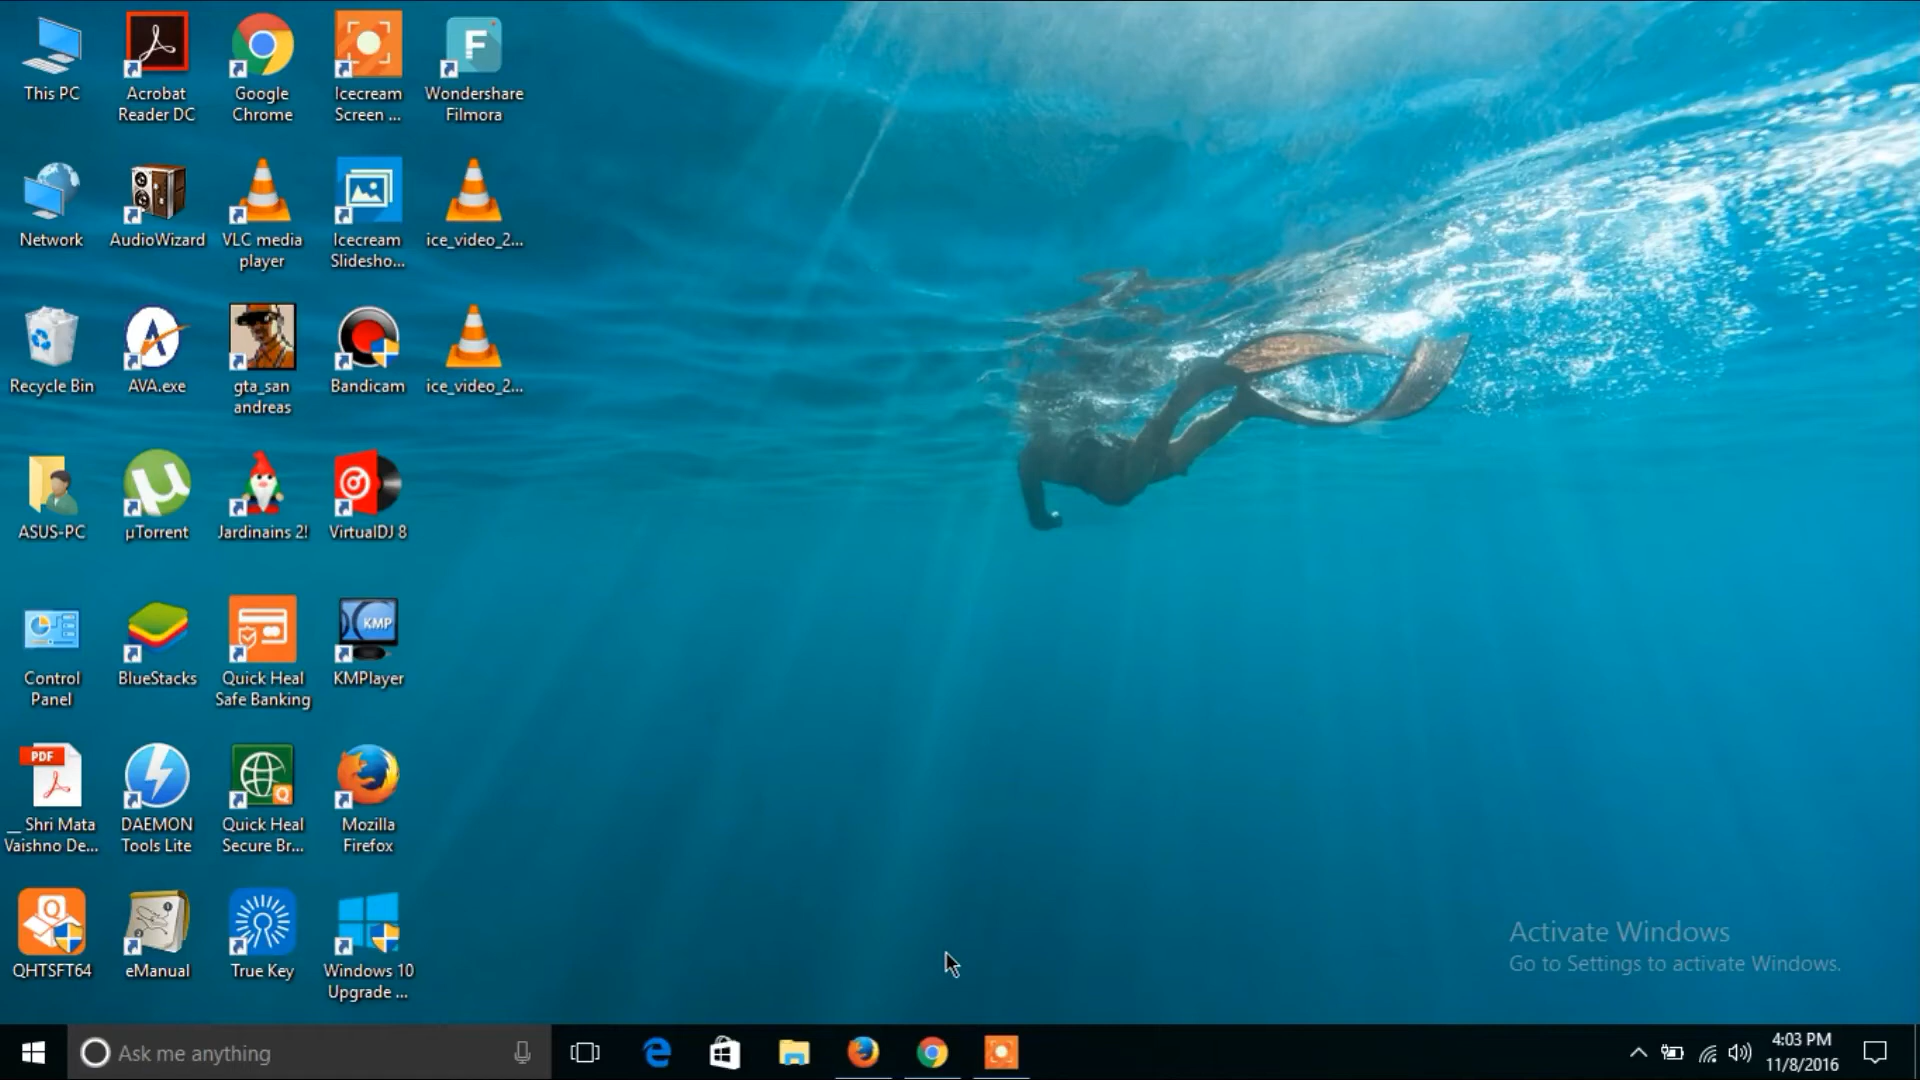 This PC
Acrobat
Reader DC
Google
Chrome
Icecream
Screen ...
F
Wondershare
Filmora
Network
AudioWizard
VLC media
player
Icecream
Slidesho...
ice_video_2...
Recycle Bin
A
AVA.exe
gta_san
andreas
Bandicam
ice_video_2...
ASUS-PC
µ
µTorrent
Jardinains 2!
VirtualDJ 8
Control
Panel
BlueStacks
Quick Heal
Safe Banking
KMP
KMPlayer
PDF
__ Shri Mata
Vaishno De...
DAEMON
Tools Lite
Q
Quick Heal
Secure Br...
Mozilla
Firefox
Q
QHTSFT64
eManual
True Key
Windows 10
Upgrade ...
Activate Windows
Go to Settings to activate Windows.
Ask me anything
4:03 PM
11/8/2016